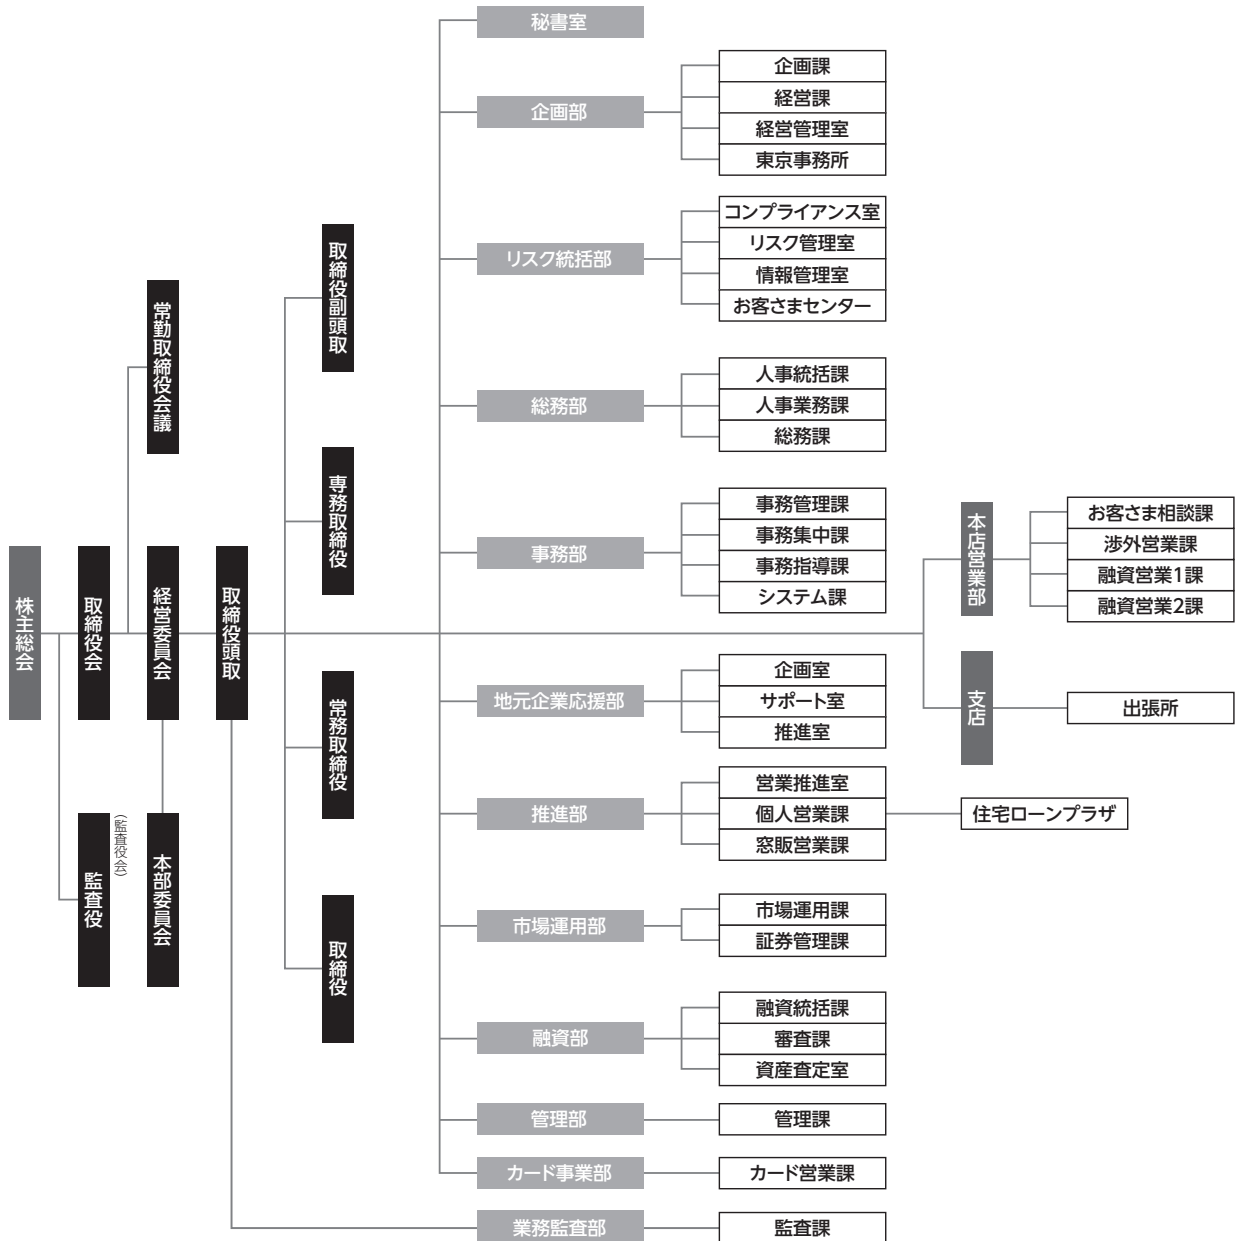 株主総会
取締役会
監査役
（監査役会）
常勤取締役会議
経営委員会
本部委員会
取締役頭取
取締役副頭取
専務取締役
常務取締役
取締役
秘書室
企画部
企画課
経営課
経営管理室
東京事務所
リスク統括部
コンプライアンス室
リスク管理室
情報管理室
お客さまセンター
総務部
人事統括課
人事業務課
総務課
事務部
事務管理課
事務集中課
事務指導課
システム課
地元企業応援部
企画室
サポート室
推進室
推進部
営業推進室
個人営業課
窓販営業課
住宅ローンプラザ
市場運用部
市場運用課
証券管理課
融資部
融資統括課
審査課
資産査定室
管理部
管理課
カード事業部
カード営業課
業務監査部
監査課
本店営業部
お客さま相談課
渉外営業課
融資営業1課
融資営業2課
支店
出張所